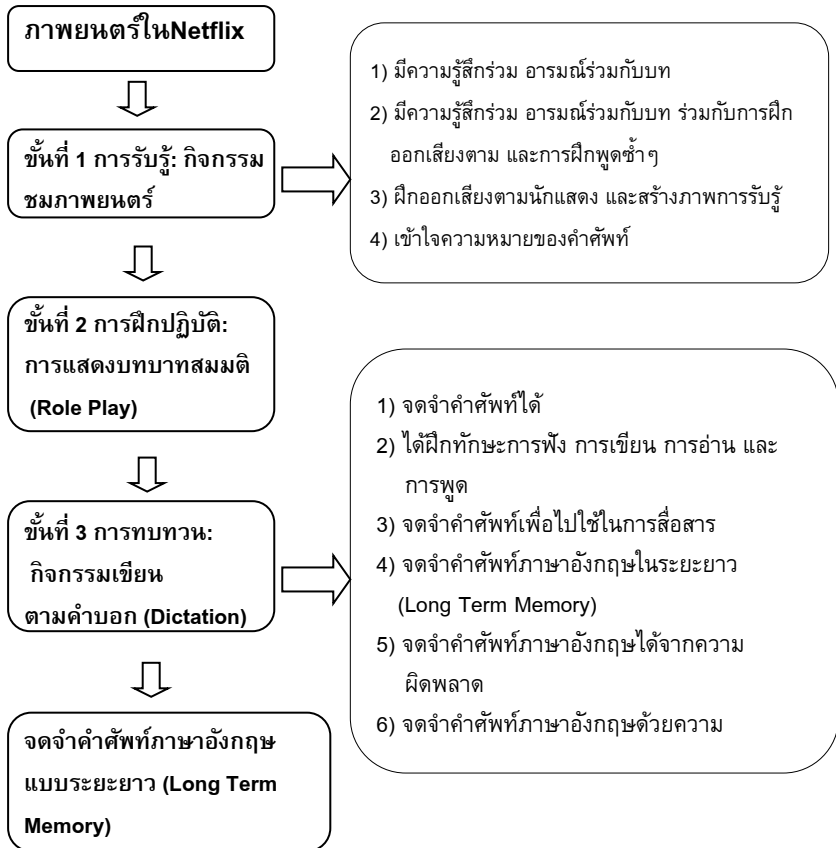 ภาพยนตร์ในNetflix
ขั้นที่ 1 การรับรู้: กิจกรรม
ชมภาพยนตร์
1) มีความรู้สึกร่วม อารมณ์ร่วมกับบท
2) มีความรู้สึกร่วม อารมณ์ร่วมกับบท ร่วมกับการฝึก
ออกเสียงตาม และการฝึกพูดซ้ำๆ
3) ฝึกออกเสียงตามนักแสดง และสร้างภาพการรับรู้
4) เข้าใจความหมายของคำศัพท์
ขั้นที่ 2 การฝึกปฏิบัติ:
การแสดงบทบาทสมมติ
(Role Play)
ขั้นที่ 3 การทบทวน:
กิจกรรมเขียน
ตามคำบอก (Dictation)
1) จดจำคำศัพท์ได้
2) ได้ฝึกทักษะการฟัง การเขียน การอ่าน และ
การพูด
3) จดจำคำศัพท์เพื่อไปใช้ในการสื่อสาร
4) จดจำคำศัพท์ภาษาอังกฤษในระยะยาว
(Long Term Memory)
5) จดจำคำศัพท์ภาษาอังกฤษได้จากความ
ผิดพลาด
6) จดจำคำศัพท์ภาษาอังกฤษด้วยความ
จดจำคำศัพท์ภาษาอังกฤษ
แบบระยะยาว (Long Term
Memory)